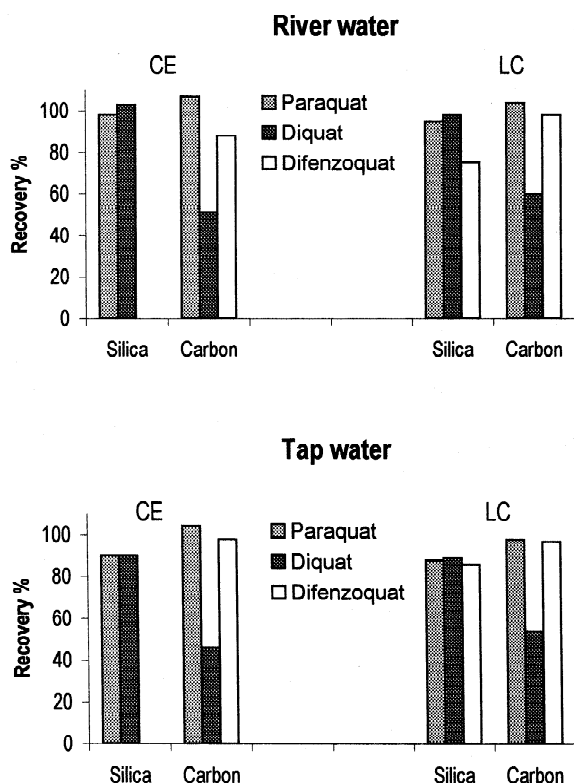 River water
CE
LC
Recovery %
100
80
60
40
20
0
Paraquat
Diquat
Difenzoquat
Silica Carbon Silica Carbon
Tap water
CE
LC
Recovery %
100
80
60
40
20
0
Paraquat
Diquat
Difenzoquat
Silica Carbon Silica Carbon